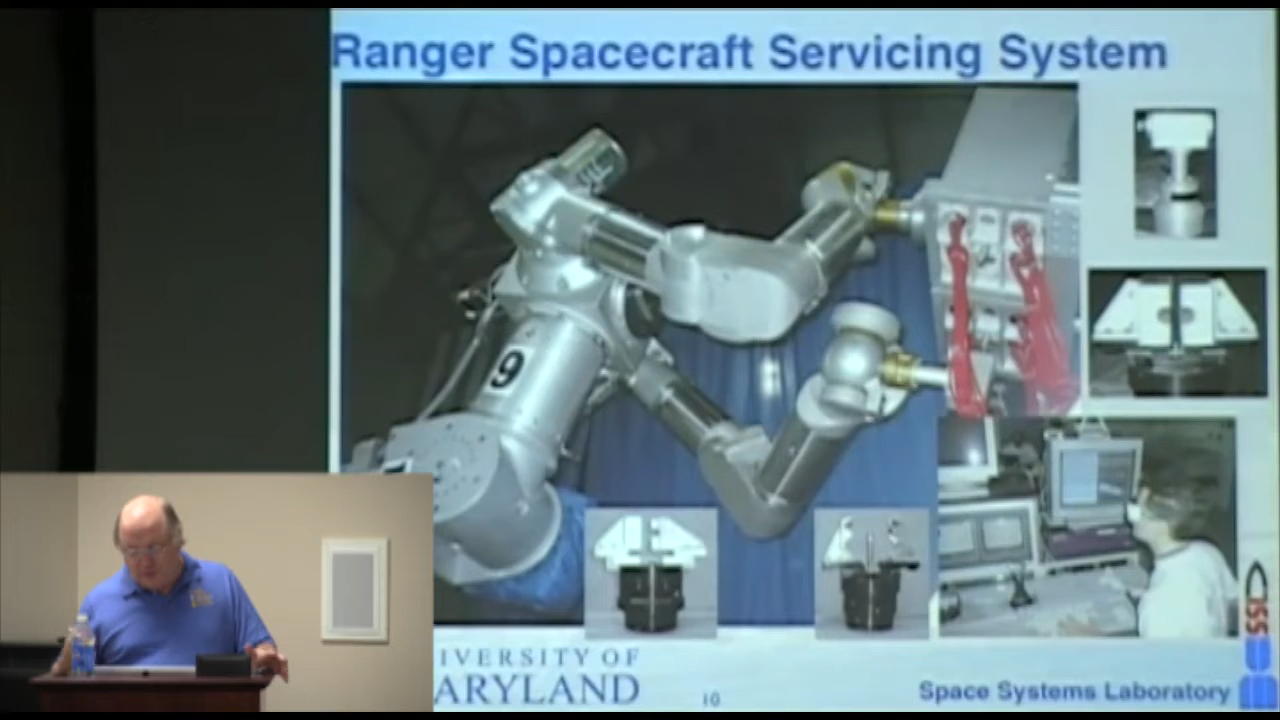 Ranger Spacecraft Servicing System
9
IVERSITY OF
ARYLAND
10
Space Systems Laboratory
SSL